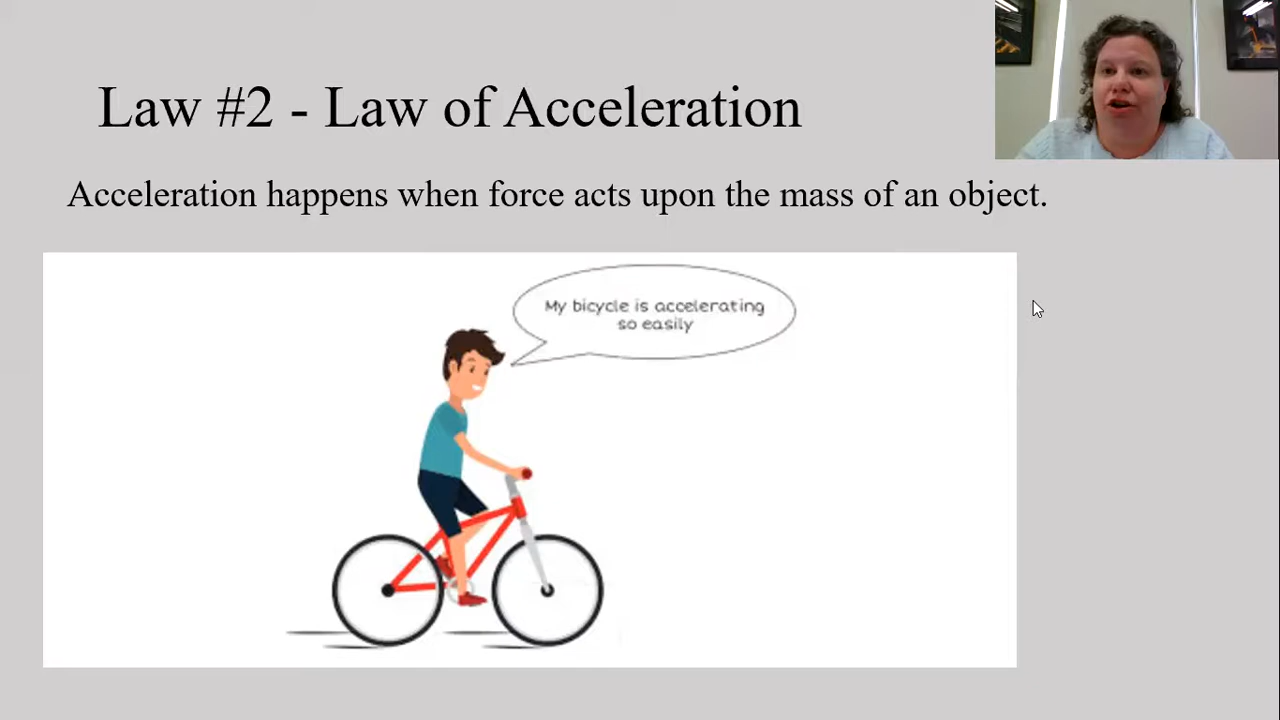 Law #2 - Law of Acceleration
Acceleration happens when force acts upon the mass of an object.
My bicycle is accelerating
so easily